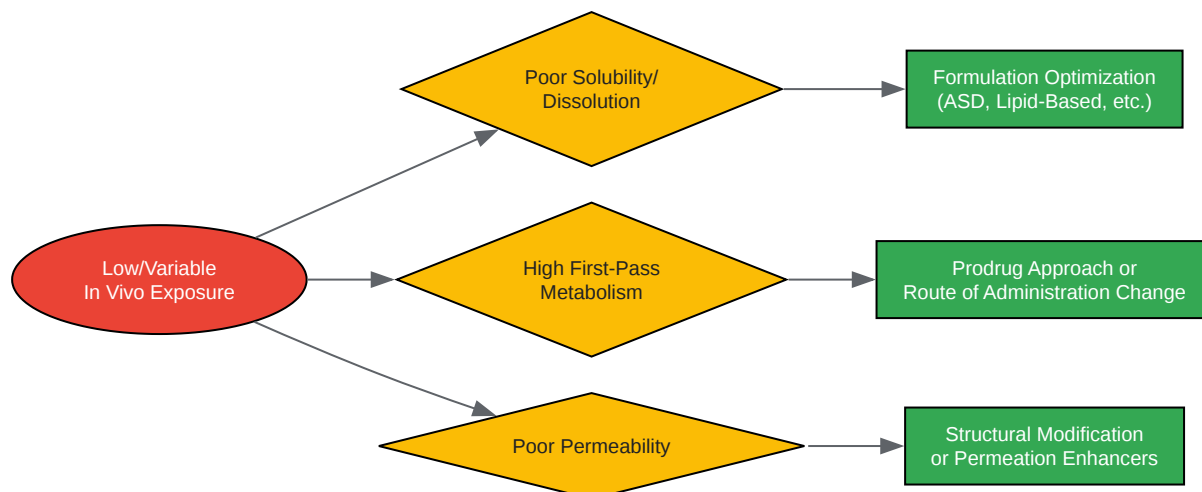 Poor Solubility/
Dissolution
Formulation Optimization
(ASD, Lipid-Based, etc.)
Low/Variable
In Vivo Exposure
High First-Pass
Metabolism
Prodrug Approach or
Route of Administration Change
Poor Permeability
Structural Modification
or Permeation Enhancers